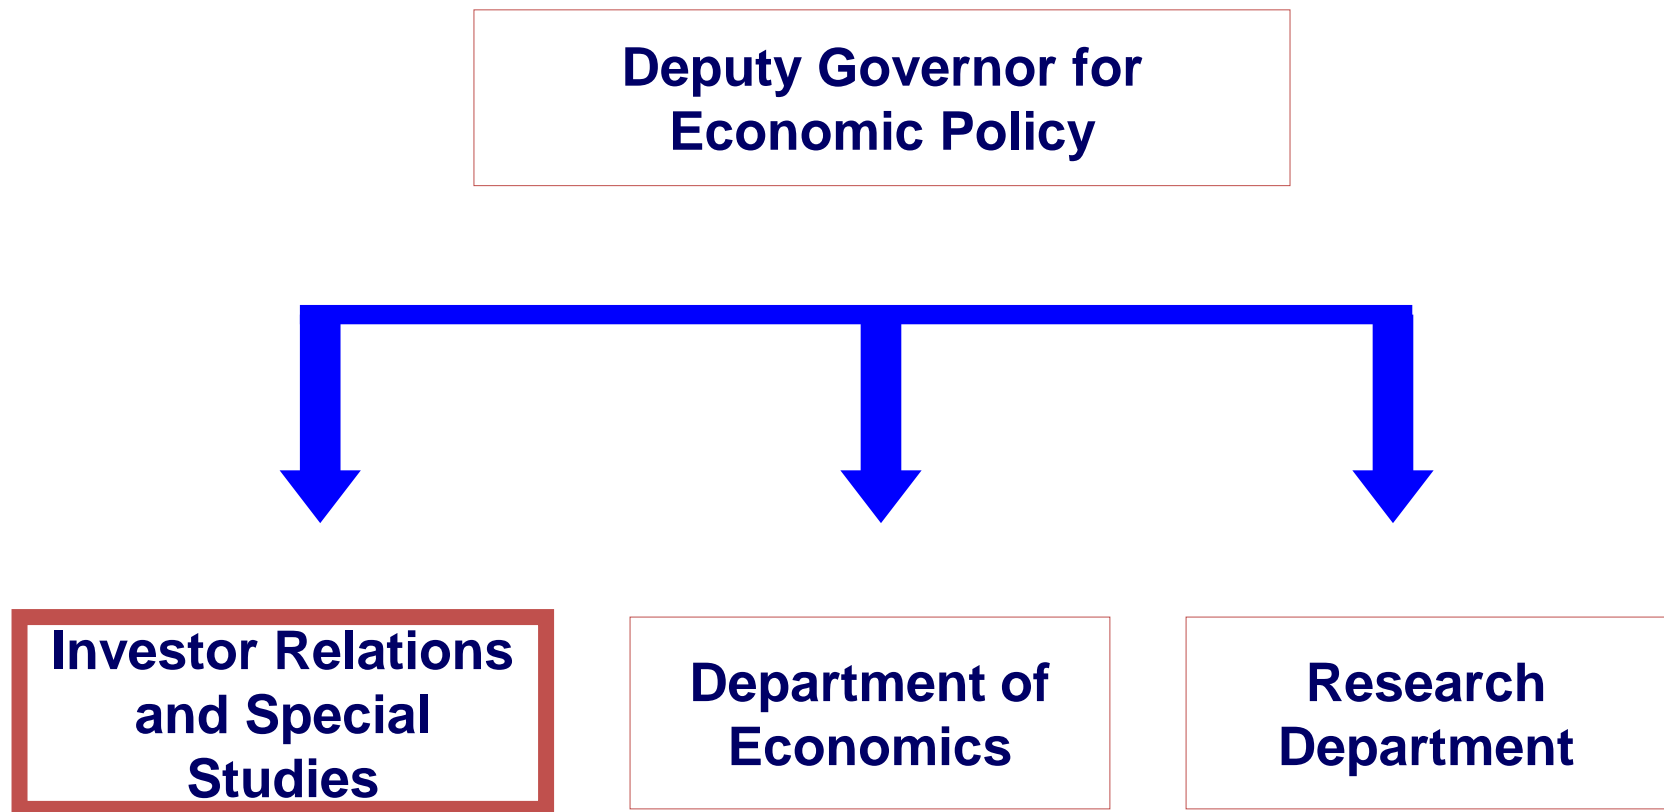 Deputy Governor for
Economic Policy
Investor Relations
and Special
Studies
Department of
Economics
Research
Department